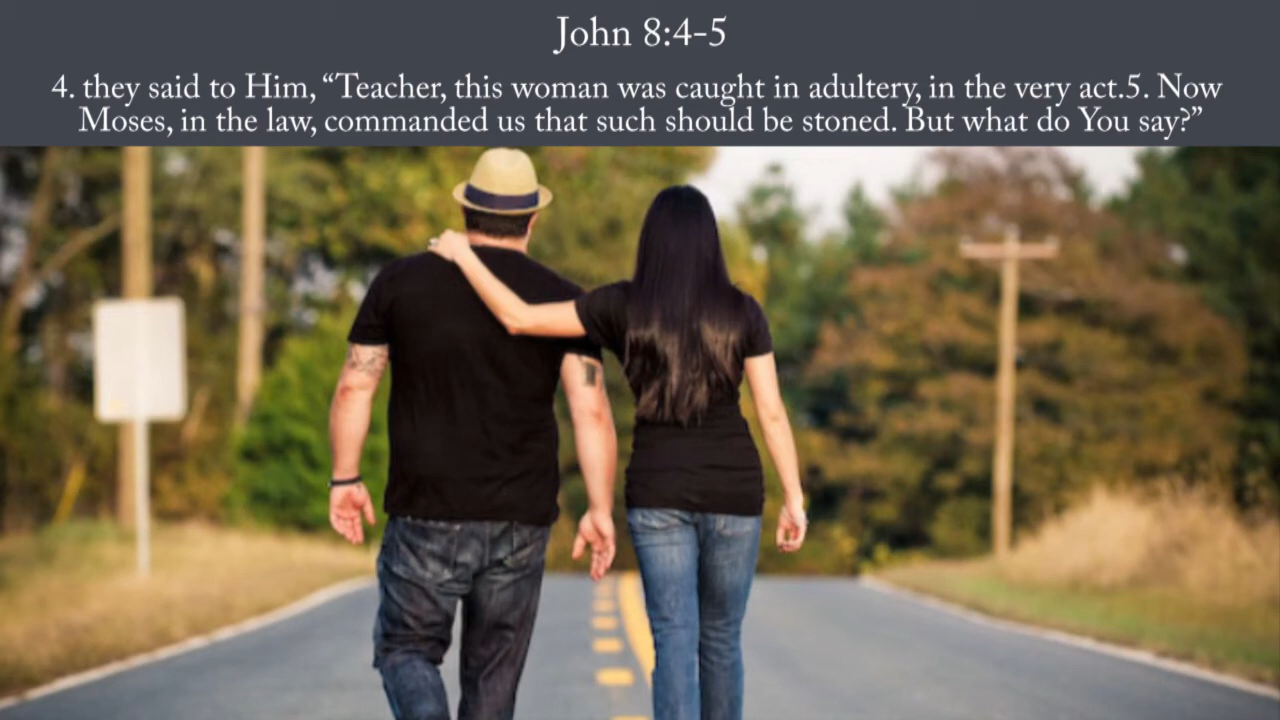 John 8:4-5
4. they said to Him, “Teacher, this woman was caught in adultery, in the very act.5. Now
Moses, in the law, commanded us that such should be stoned. But what do You say?”